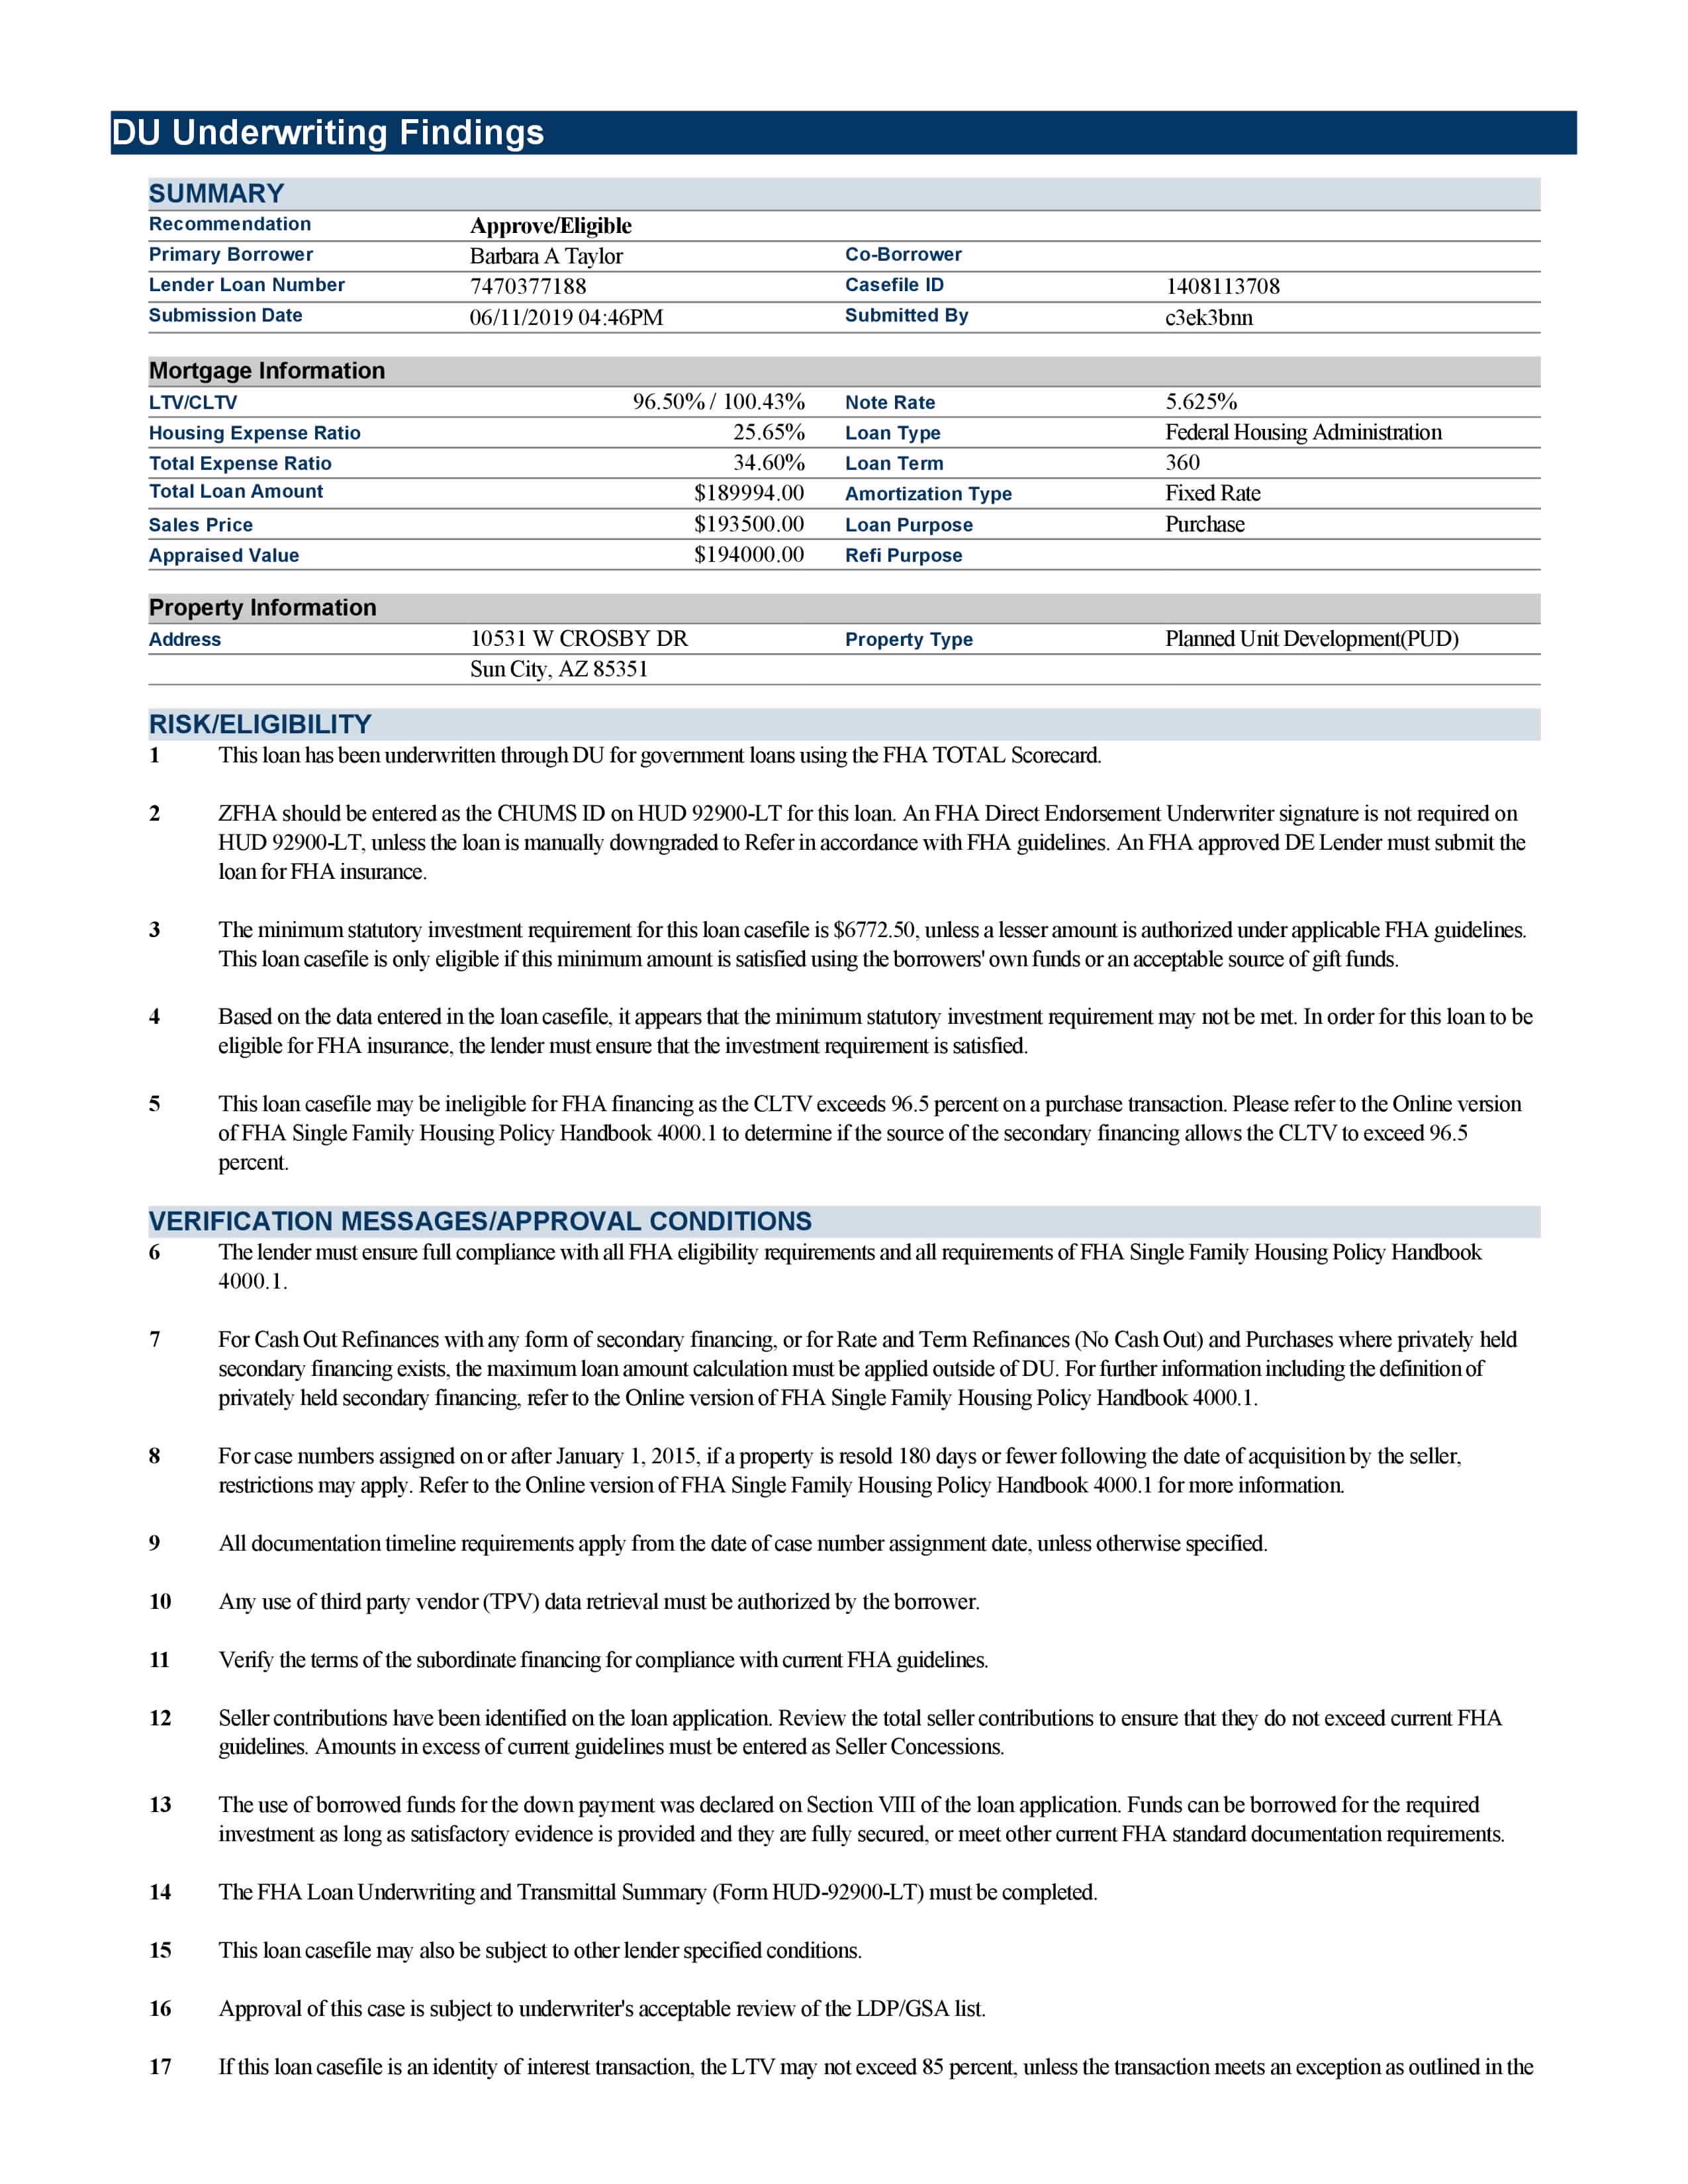 DU Underwriting Findings
SUMMARY
Recommendation Approve/Eligible
Primary Borrower Barbara A Taylor Co-Borrower
Lender Loan Number 7470377188 Casefile ID 1408113708
Submission Date 06/11/2019 04:46PM Submitted By c3ek3bnn
Mortgage Information
LTV/CLTV 96.50% / 100.43% Note Rate 5.625%
Housing Expense Ratio 25.65% Loan Type Federal Housing Administration
Total Expense Ratio 34.60% Loan Term 360
Total Loan Amount $189994.00 Amortization Type Fixed Rate
Sales Price $193500.00 Loan Purpose Purchase
Appraised Value $194000.00 Refi Purpose
Property Information
Address 10531 W CROSBY DR Property Type Planned Unit Development(PUD)
Sun City, AZ 85351
RISK/ELIGIBILITY
1 This loan has been underwritten through DU for government loans using the FHA TOTAL Scorecard.
2 ZFHA should be entered as the CHUMS ID on HUD 92900-LT for this loan. An FHA Direct Endorsement Underwriter signature is not required on
HUD 92900-LT, unless the loan is manually downgraded to Refer in accordance with FHA guidelines. An FHA approved DE Lender must submit the
loan for FHA insurance.
3 The minimum statutory investment requirement for this loan casefile is $6772.50, unless a lesser amount is authorized under applicable FHA guidelines.
This loan casefile is only eligible if this minimum amount is satisfied using the borrowers' own funds or an acceptable source of gift funds.
4 Based on the data entered in the loan casefile, it appears that the minimum statutory investment requirement may not be met. In order for this loan to be
eligible for FHA insurance, the lender must ensure that the investment requirement is satisfied.
5 This loan casefile may be ineligible for FHA financing as the CLTV exceeds 96.5 percent on a purchase transaction. Please refer to the Online version
of FHA Single Family Housing Policy Handbook 4000.1 to determine if the source of the secondary financing allows the CLTV to exceed 96.5
percent.
VERIFICATION MESSAGES/APPROVAL CONDITIONS
6 The lender must ensure full compliance with all FHA eligibility requirements and all requirements of FHA Single Family Housing Policy Handbook
4000.1.
7 For Cash Out Refinances with any form of secondary financing, or for Rate and Term Refinances (No Cash Out) and Purchases where privately held
secondary financing exists, the maximum loan amount calculation must be applied outside of DU. For further information including the definition of
privately held secondary financing, refer to the Online version of FHA Single Family Housing Policy Handbook 4000.1.
8 For case numbers assigned on or after January 1, 2015, if a property is resold 180 days or fewer following the date of acquisition by the seller,
restrictions may apply. Refer to the Online version of FHA Single Family Housing Policy Handbook 4000.1 for more information.
9 All documentation timeline requirements apply from the date of case number assignment date, unless otherwise specified.
10 Any use of third party vendor (TPV) data retrieval must be authorized by the borrower.
11 Verify the terms of the subordinate financing for compliance with current FHA guidelines.
12 Seller contributions have been identified on the loan application. Review the total seller contributions to ensure that they do not exceed current FHA
guidelines. Amounts in excess of current guidelines must be entered as Seller Concessions.
13 The use of borrowed funds for the down payment was declared on Section VIII of the loan application. Funds can be borrowed for the required
investment as long as satisfactory evidence is provided and they are fully secured, or meet other current FHA standard documentation requirements.
14 The FHA Loan Underwriting and Transmittal Summary (Form HUD-92900-LT) must be completed.
15 This loan casefile may also be subject to other lender specified conditions.
16 Approval of this case is subject to underwriter's acceptable review of the LDP/GSA list.
17 If this loan casefile is an identity of interest transaction, the LTV may not exceed 85 percent, unless the transaction meets an exception as outlined in the